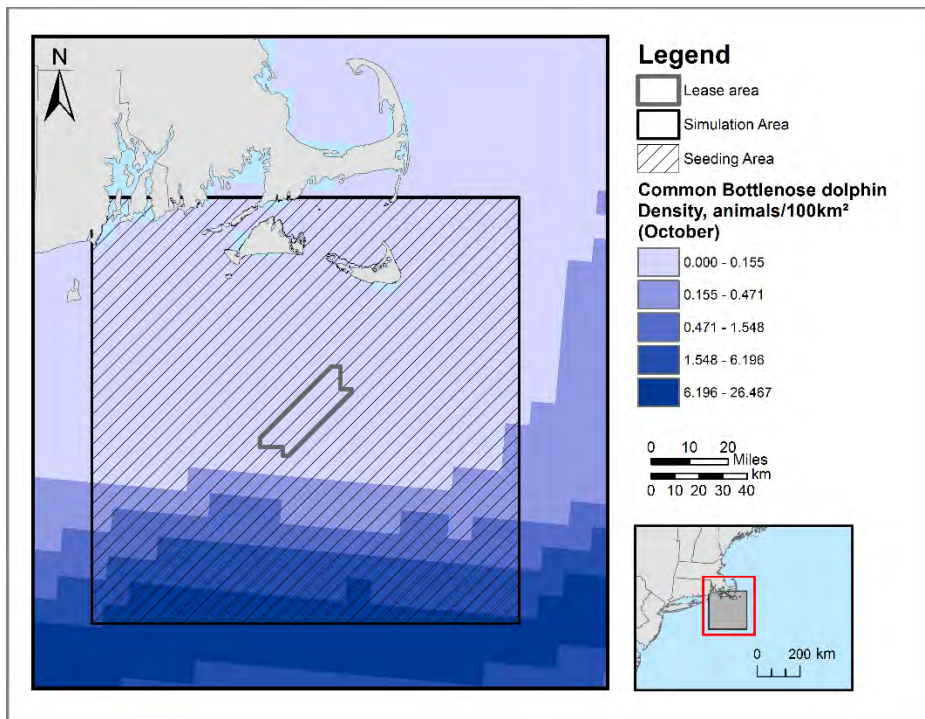 N
Legend
Lease area
Simulation Area
Seeding Area
Common Bottlenose dolphin
Density, animals/100km²
(October)
0.000 - 0.155
0.155 - 0.471
0.471 - 1.548
1.548 - 6.196
6.196 - 26.467
0 10 20
Miles
km
0 10 20 30 40
0 200 km